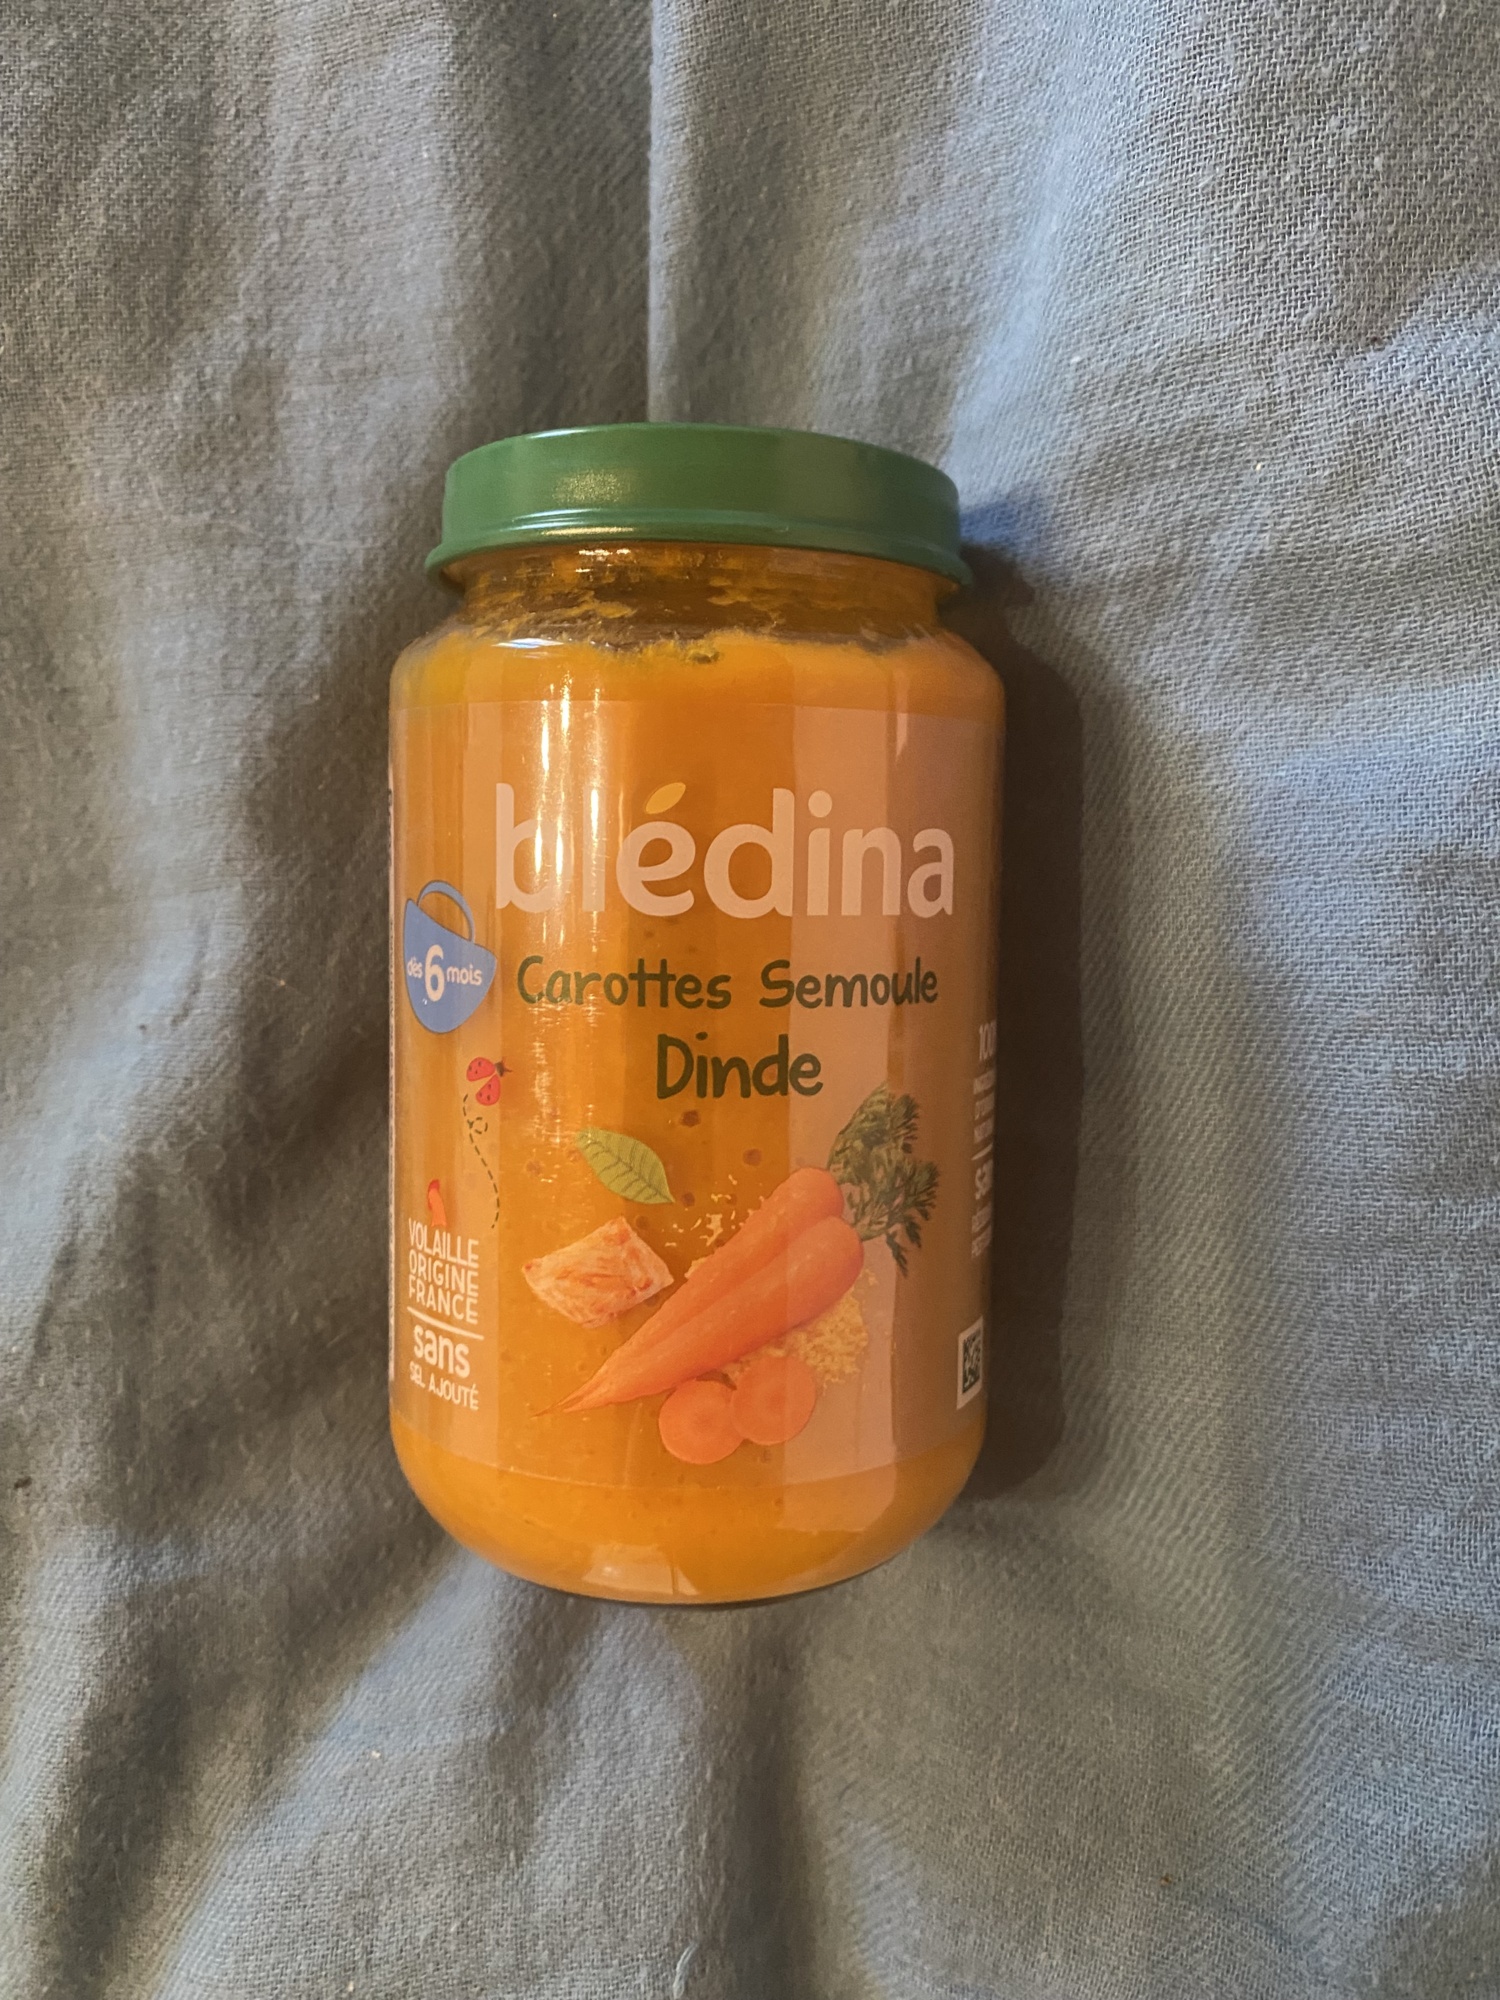 blédina
dès 6 mois
Carottes Semoule
Dinde
VOLAILLE
ORIGINE
FRANCE
sans
SEL AJOUTÉ